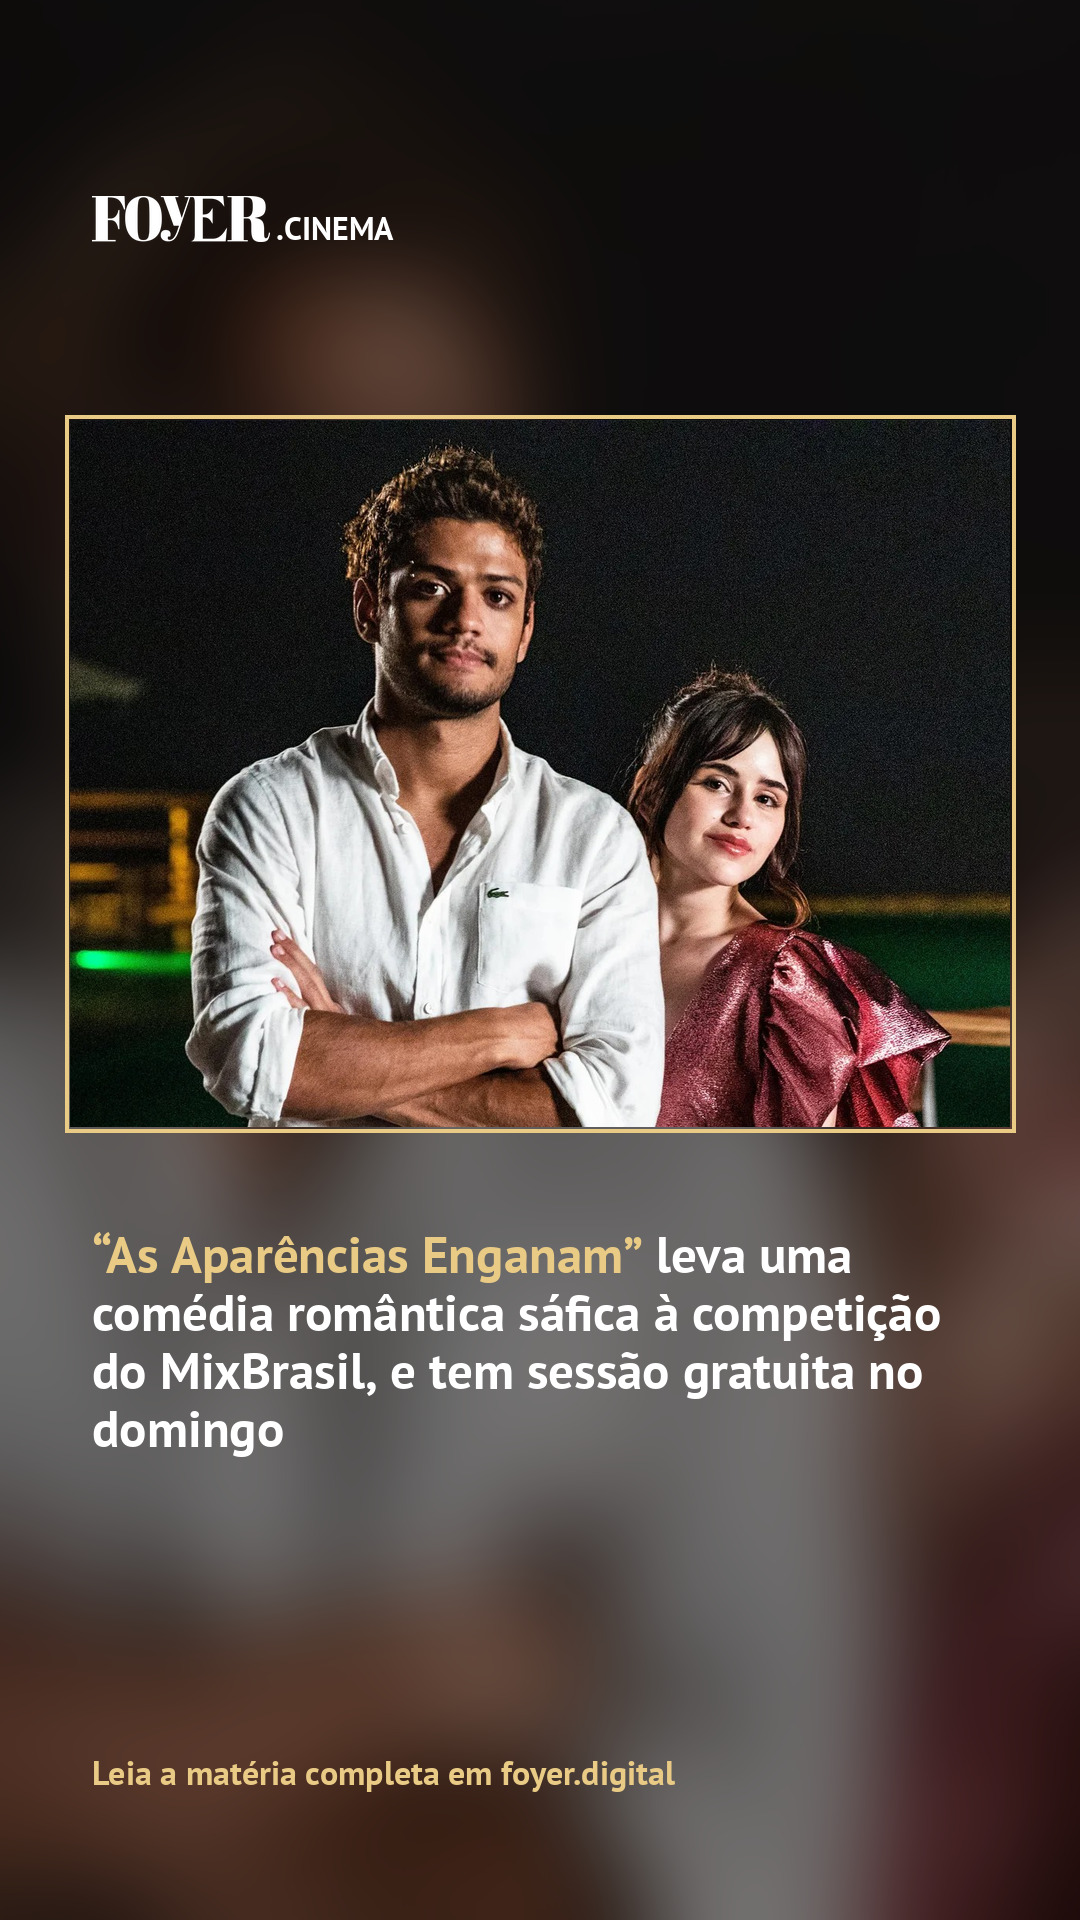 FOYER .CINEMA
“As Aparências Enganam” leva uma
comédia romântica sáfica à competição
do MixBrasil, e tem sessão gratuita no
domingo
Leia a matéria completa em foyer.digital